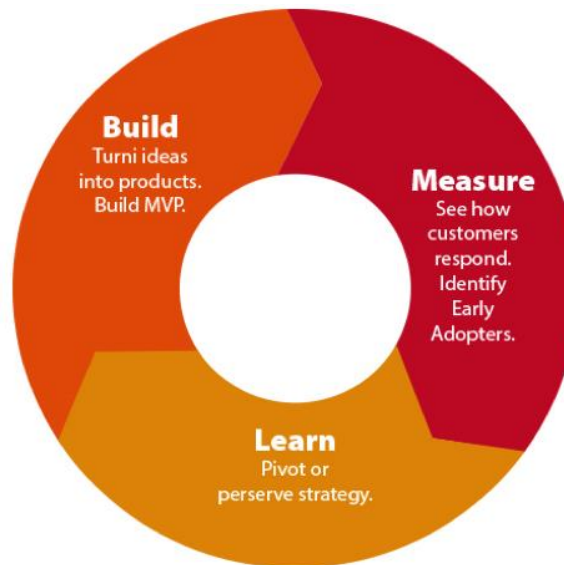 Build
Turni ideas
into products.
Build MVP.
Measure
See how
customers
respond.
Identify
Early
Adopters.
Learn
Pivot or
perserve strategy.